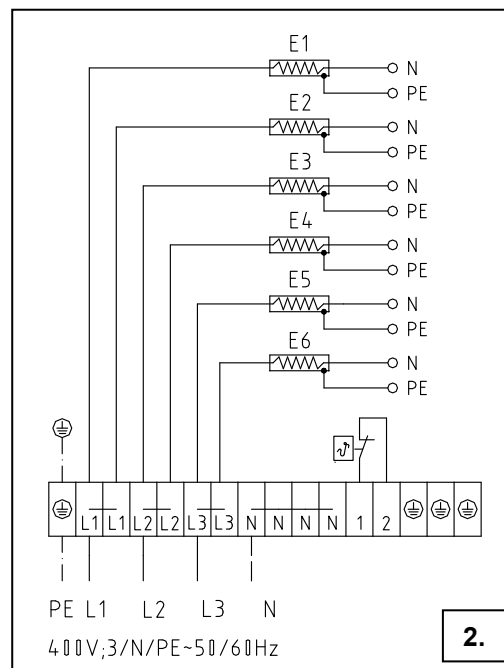 E1
N
PE
E2
N
PE
E3
N
PE
E4
N
PE
E5
N
PE
E6
N
PE
L1 L1 L2 L2 L3 L3 N N N N 1 2
PE L1 L2 L3 N
400V;3/N/PE~50/60Hz
2.